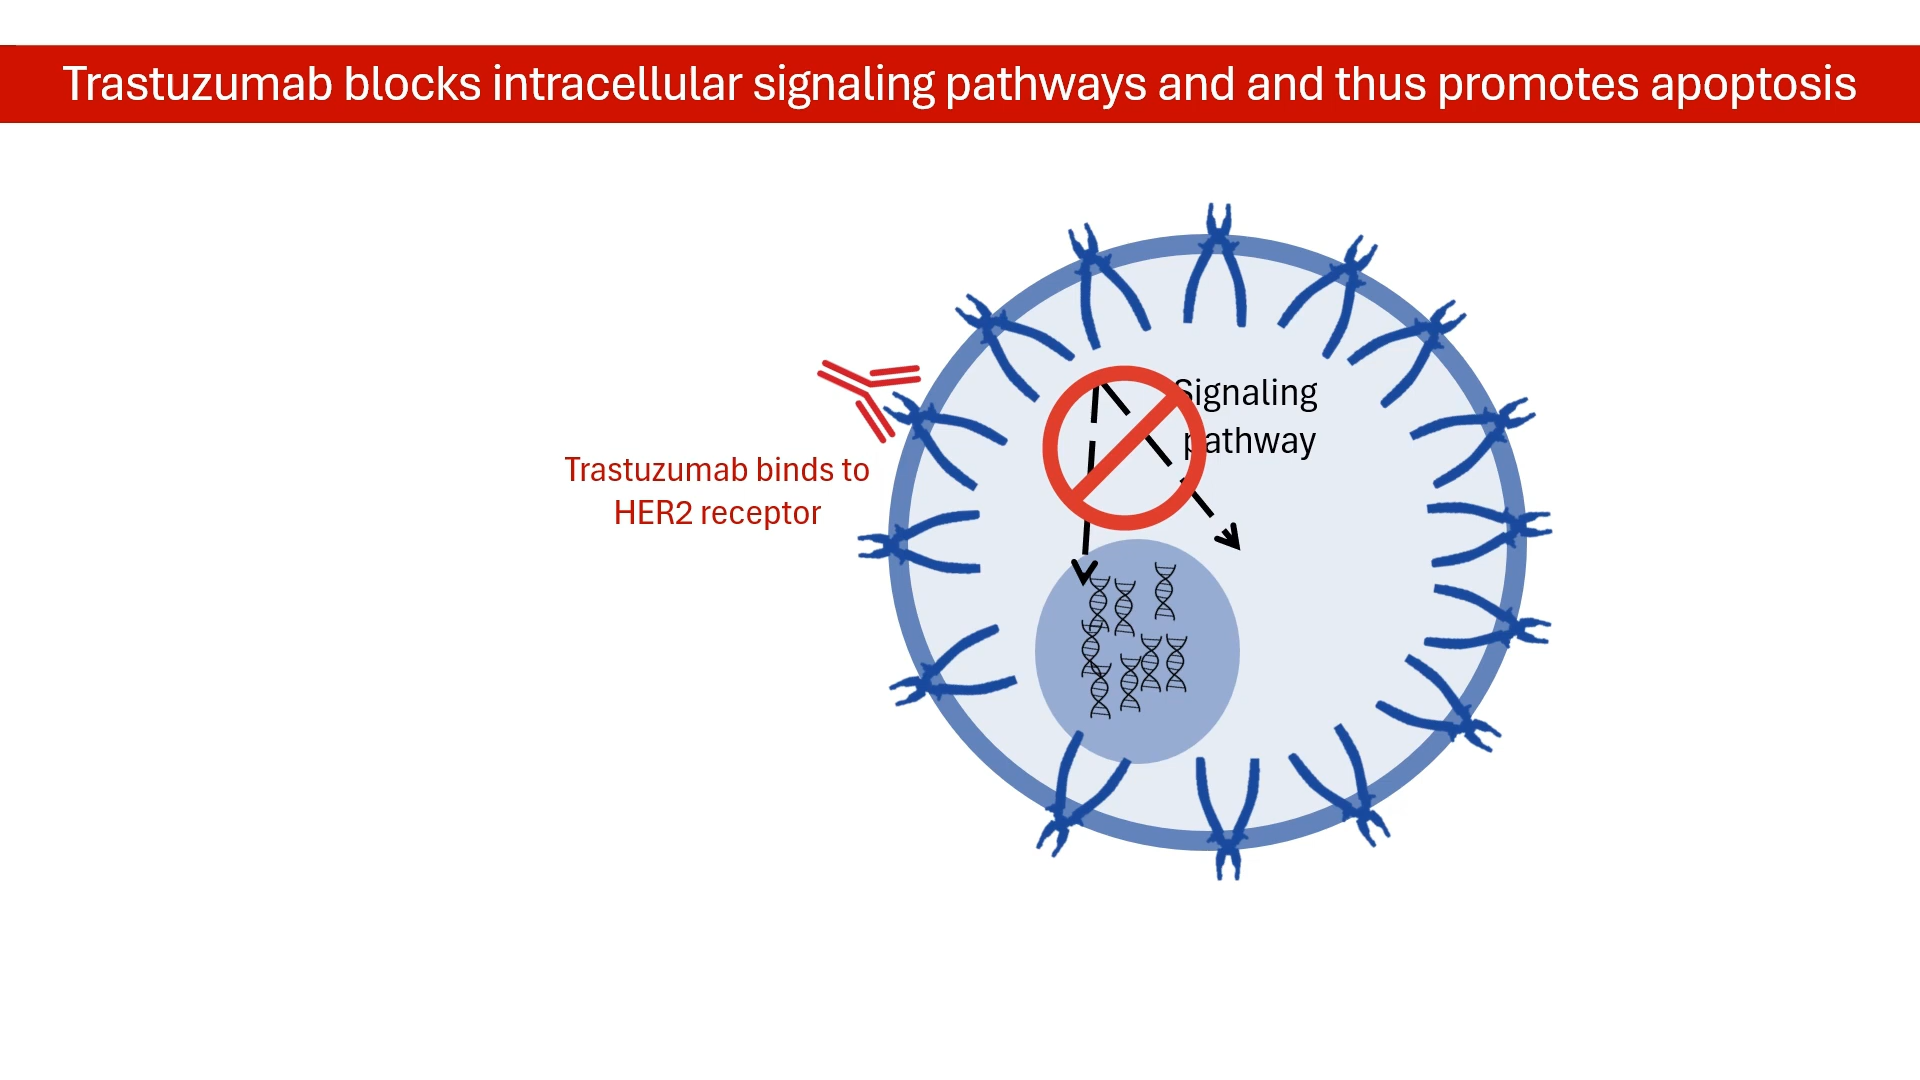 Trastuzumab blocks intracellular signaling pathways and and thus promotes apoptosis
Signaling
pathway
Trastuzumab binds to
HER2 receptor